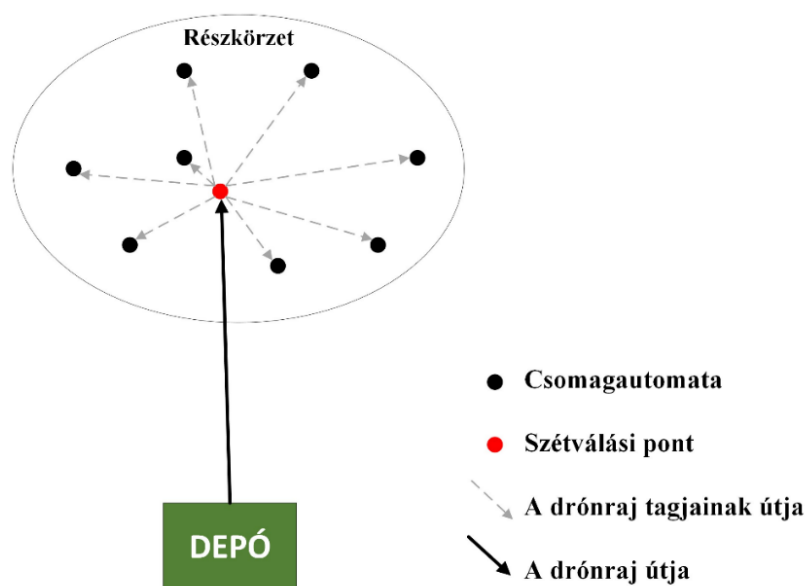 Részkörzet
Csomagautomata
Szétválási pont
A drónraj tagjainak útja
DEPÓ
A drónraj útja